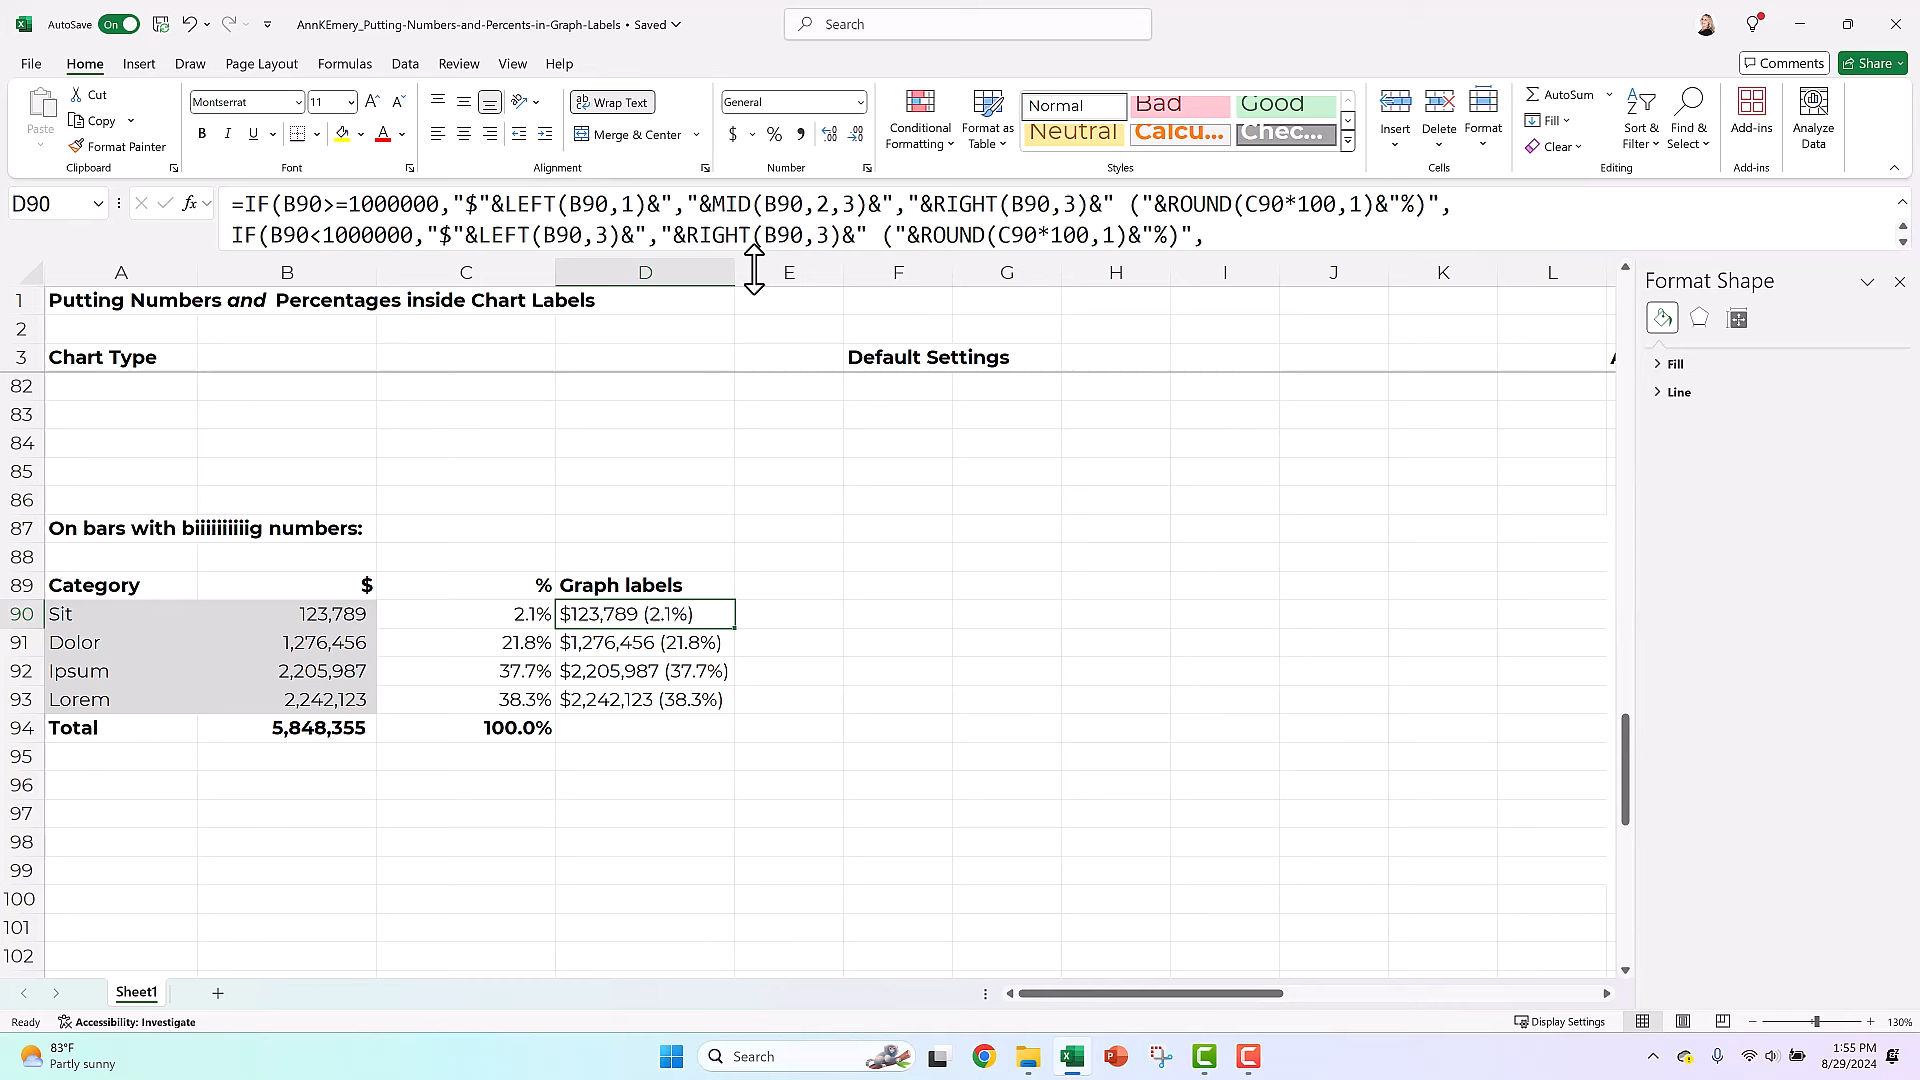 AutoSave On AnnKEmery_Putting-Numbers-and-Percents-in-Graph-Labels • Saved Search
File Home Insert Draw Page Layout Formulas Data Review View Help Comments Share
Paste Cut Copy Format Painter Clipboard
Montserrat 11 B I U A Font
Wrap Text Merge & Center Alignment
General $ % Number
Conditional Formatting Format as Table
Normal Bad Good
Neutral Calcu... Chec...
Styles
Insert Delete Format Cells
AutoSum Fill Clear Sort & Filter Find & Select Editing
Add-ins Add-ins
Analyze Data
D90 fx =IF(B90>=1000000,"$"&LEFT(B90,1)&","&MID(B90,2,3)&","&RIGHT(B90,3)&" ("&ROUND(C90*100,1)&"%)",
IF(B90<1000000,"$"&LEFT(B90,3)&","&RIGHT(B90,3)&" ("&ROUND(C90*100,1)&"%)",
A B C D E F G H I J K L
1 Putting Numbers and Percentages inside Chart Labels
2
3 Chart Type Default Settings
82
83
84
85
86
87 On bars with biiiiiiiiiig numbers:
88
89 Category $ % Graph labels
90 Sit 123,789 2.1% $123,789 (2.1%)
91 Dolor 1,276,456 21.8% $1,276,456 (21.8%)
92 Ipsum 2,205,987 37.7% $2,205,987 (37.7%)
93 Lorem 2,242,123 38.3% $2,242,123 (38.3%)
94 Total 5,848,355 100.0%
95
96
97
98
99
100
101
102
Format Shape
Fill
Line
Sheet1
Ready Accessibility: Investigate Display Settings 130%
83°F
Partly sunny
Search
1:55 PM
8/29/2024